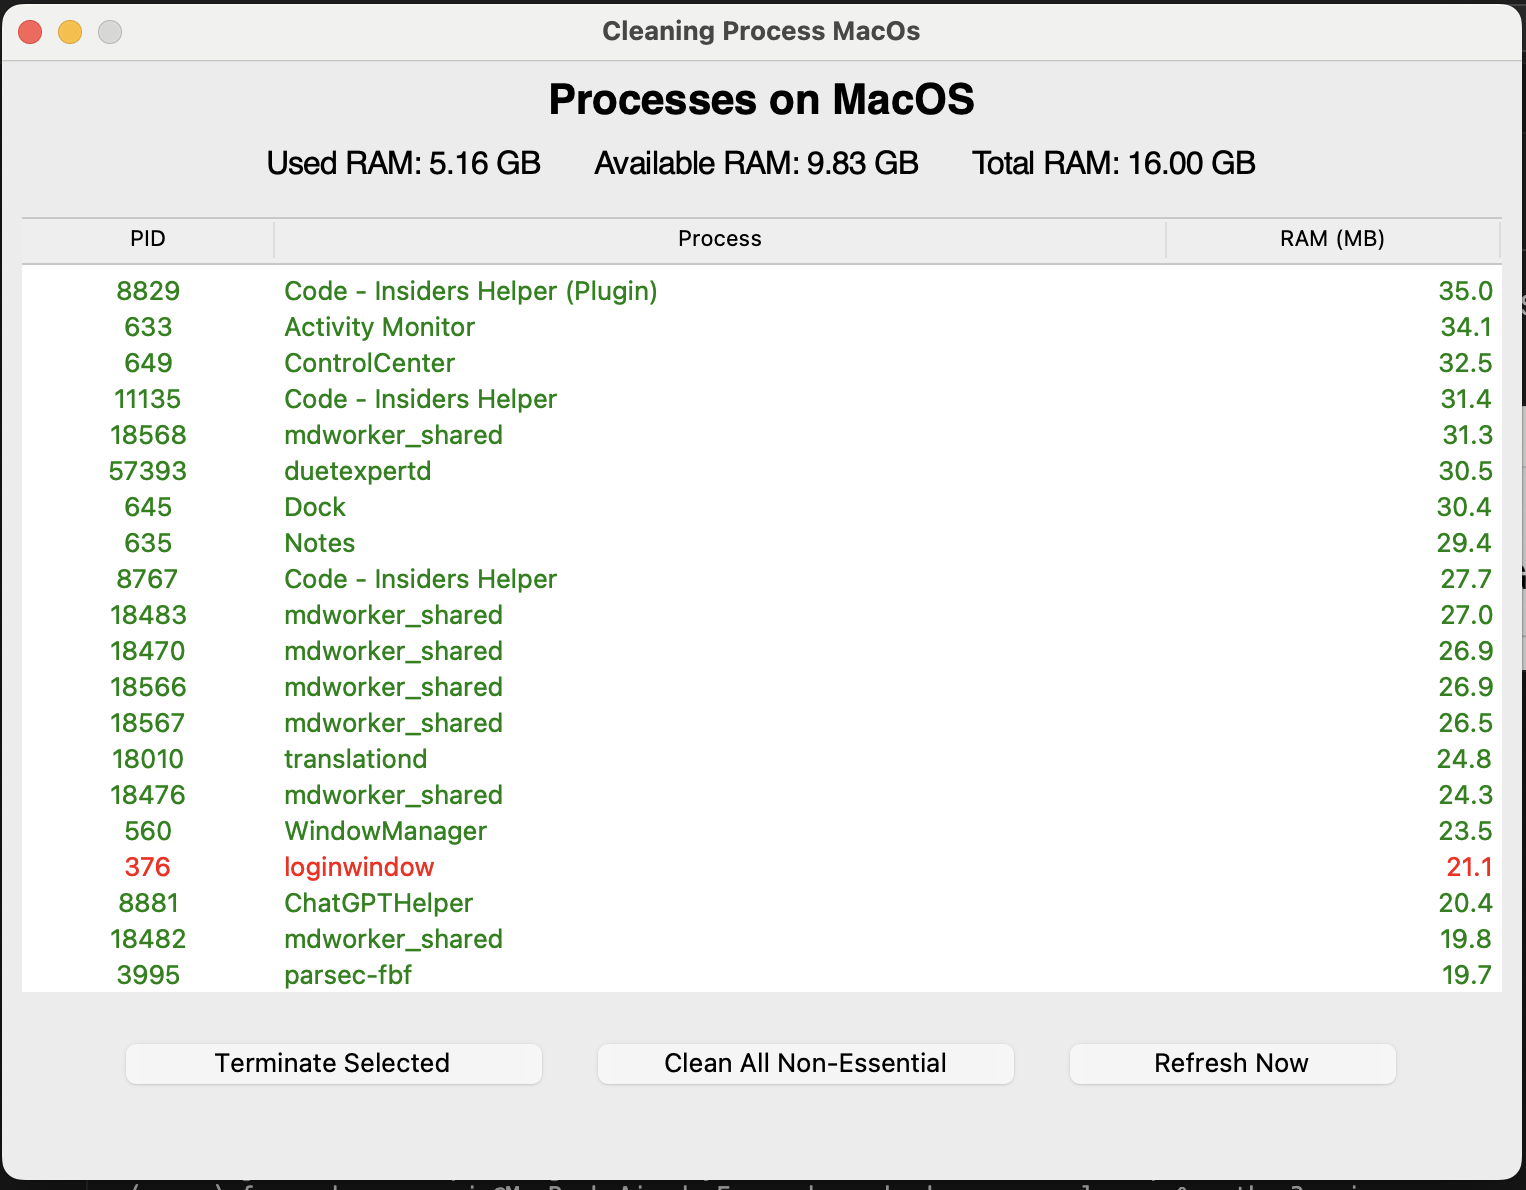 Cleaning Process MacOs
Processes on MacOS
Used RAM: 5.16 GB Available RAM: 9.83 GB Total RAM: 16.00 GB
PID Process RAM (MB)
8829 Code - Insiders Helper (Plugin) 35.0
633 Activity Monitor 34.1
649 ControlCenter 32.5
11135 Code - Insiders Helper 31.4
18568 mdworker_shared 31.3
57393 duetexpertd 30.5
645 Dock 30.4
635 Notes 29.4
8767 Code - Insiders Helper 27.7
18483 mdworker_shared 27.0
18470 mdworker_shared 26.9
18566 mdworker_shared 26.9
18567 mdworker_shared 26.5
18010 translationd 24.8
18476 mdworker_shared 24.3
560 WindowManager 23.5
376 loginwindow 21.1
8881 ChatGPTHelper 20.4
18482 mdworker_shared 19.8
3995 parsec-fbf 19.7
Terminate Selected Clean All Non-Essential Refresh Now